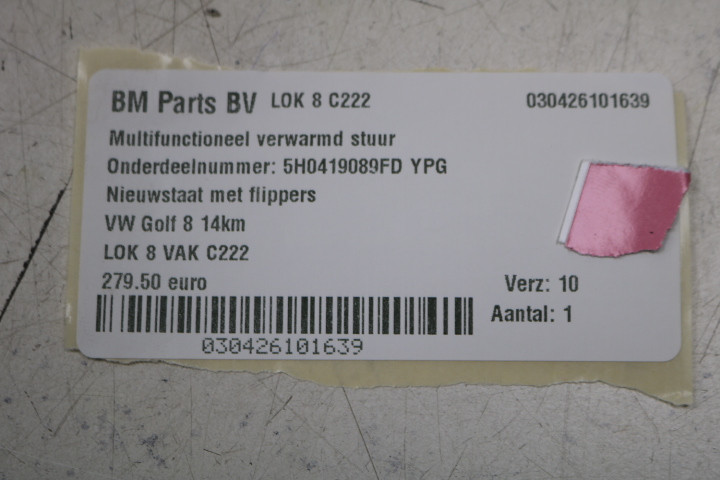 BM Parts BV LOK 8 C222 030426101639
Multifunctioneel verwarmd stuur
Onderdeelnummer: 5H0419089FD YPG
Nieuwstaat met flippers
VW Golf 8 14km
LOK 8 VAK C222
279.50 euro Verz: 10
Aantal: 1
030426101639